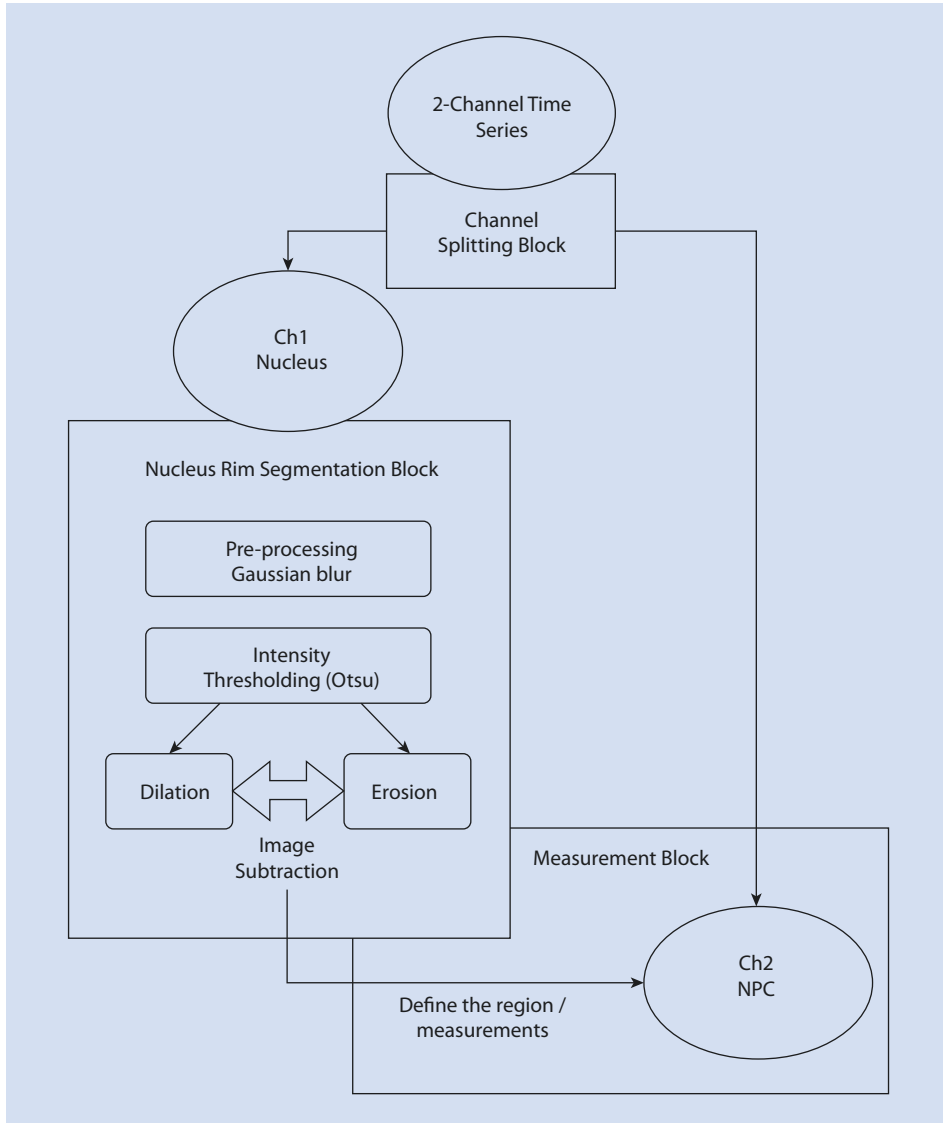 2-Channel Time
Series
Channel
Splitting Block
Ch1
Nucleus
Nucleus Rim Segmentation Block
Pre-processing
Gaussian blur
Intensity
Thresholding (Otsu)
Dilation
Erosion
Image
Subtraction
Measurement Block
Ch2
NPC
Define the region /
measurements